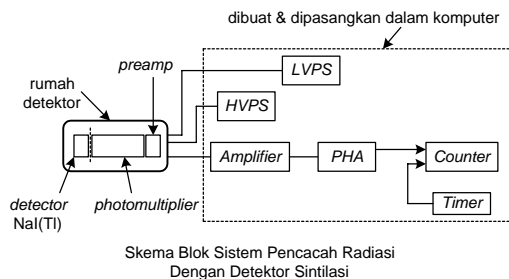 dibuat & dipasangkan dalam komputer
preamp
rumah
detektor
LVPS
HVPS
Amplifier
PHA
Counter
detector
NaI(Tl)
photomultiplier
Timer
Skema Blok Sistem Pencacah Radiasi
Dengan Detektor Sintilasi